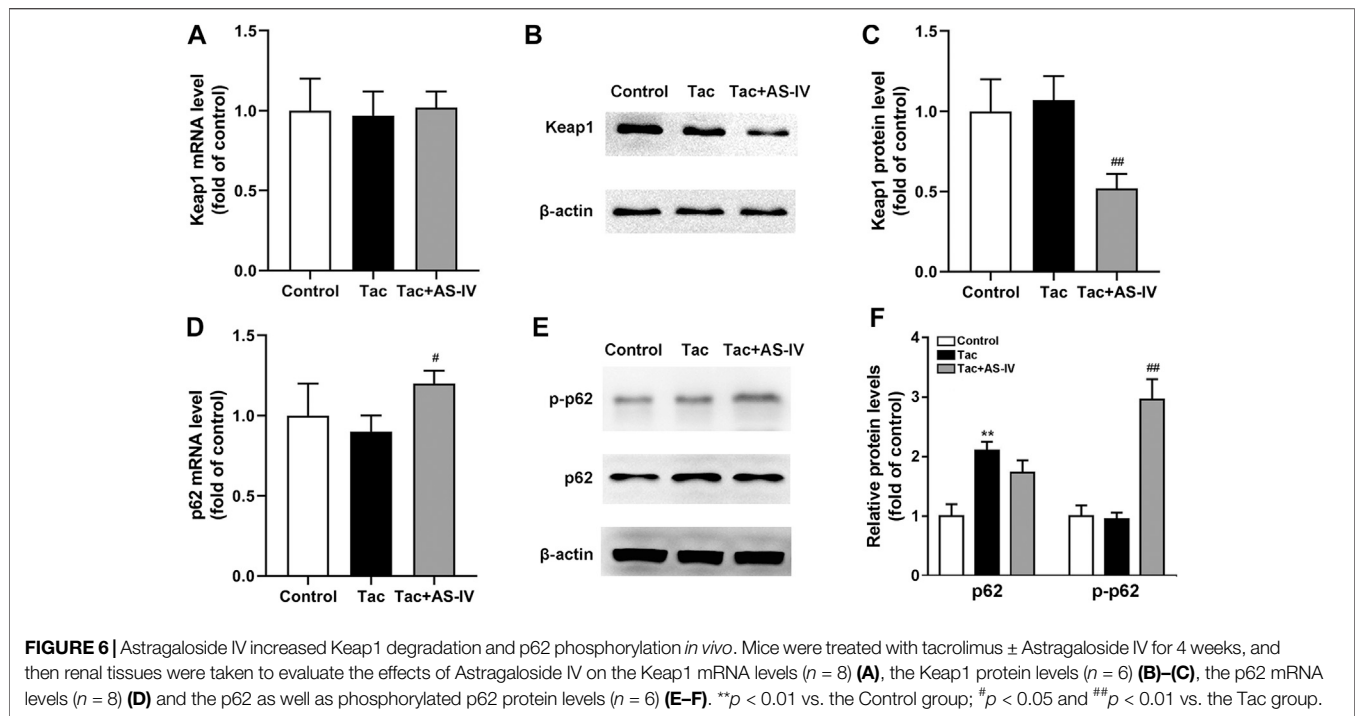 A
Keap1 mRNA level
(fold of control)
1.5
1.0
0.5
0.0
Control Tac Tac+AS-IV
B
Control Tac Tac+AS-IV
Keap1
β-actin
C
Keap1 protein level
(fold of control)
1.5
1.0
0.5
0.0
##
Control Tac Tac+AS-IV
D
p62 mRNA level
(fold of control)
1.5
1.0
0.5
0.0
#
Control Tac Tac+AS-IV
E
Control Tac Tac+AS-IV
p-p62
p62
β-actin
F
Relative protein levels
(fold of control)
4
3
2
1
0
Control
Tac
Tac+AS-IV
**
##
p62 p-p62
FIGURE 6 | Astragaloside IV increased Keap1 degradation and p62 phosphorylation in vivo. Mice were treated with tacrolimus ± Astragaloside IV for 4 weeks, and
then renal tissues were taken to evaluate the effects of Astragaloside IV on the Keap1 mRNA levels (n = 8) (A), the Keap1 protein levels (n = 6) (B)–(C), the p62 mRNA
levels (n = 8) (D) and the p62 as well as phosphorylated p62 protein levels (n = 6) (E–F). **p < 0.01 vs. the Control group; #p < 0.05 and ##p < 0.01 vs. the Tac group.